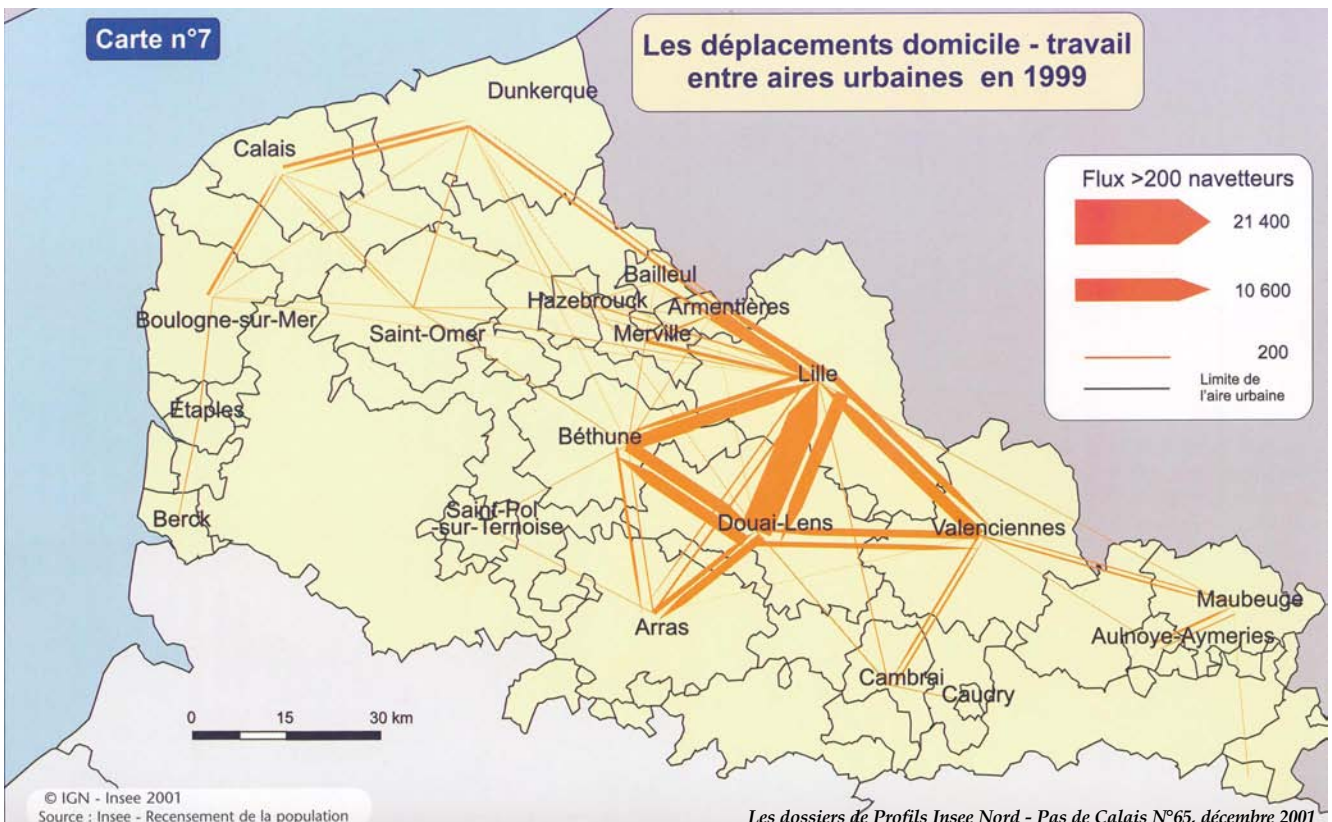 Carte n°7
Les déplacements domicile - travail
entre aires urbaines en 1999
Dunkerque
Calais
Flux >200 navetteurs
21 400
10 600
200
Limite de
l'aire urbaine
Bailleul
Hazebrouck
Armentières
Boulogne-sur-Mer
Saint-Omer
Merville
Lille
Étaples
Béthune
Berck
Saint-Pol
-sur-Ternoise
Douai-Lens
Valenciennes
Maubeuge
Arras
Aulnoye-Aymeries
Cambrai
Caudry
0 15 30 km
© IGN - Insee 2001
Source : Insee - Recensement de la population
Les dossiers de Profils Insee Nord - Pas de Calais N°65, décembre 2001